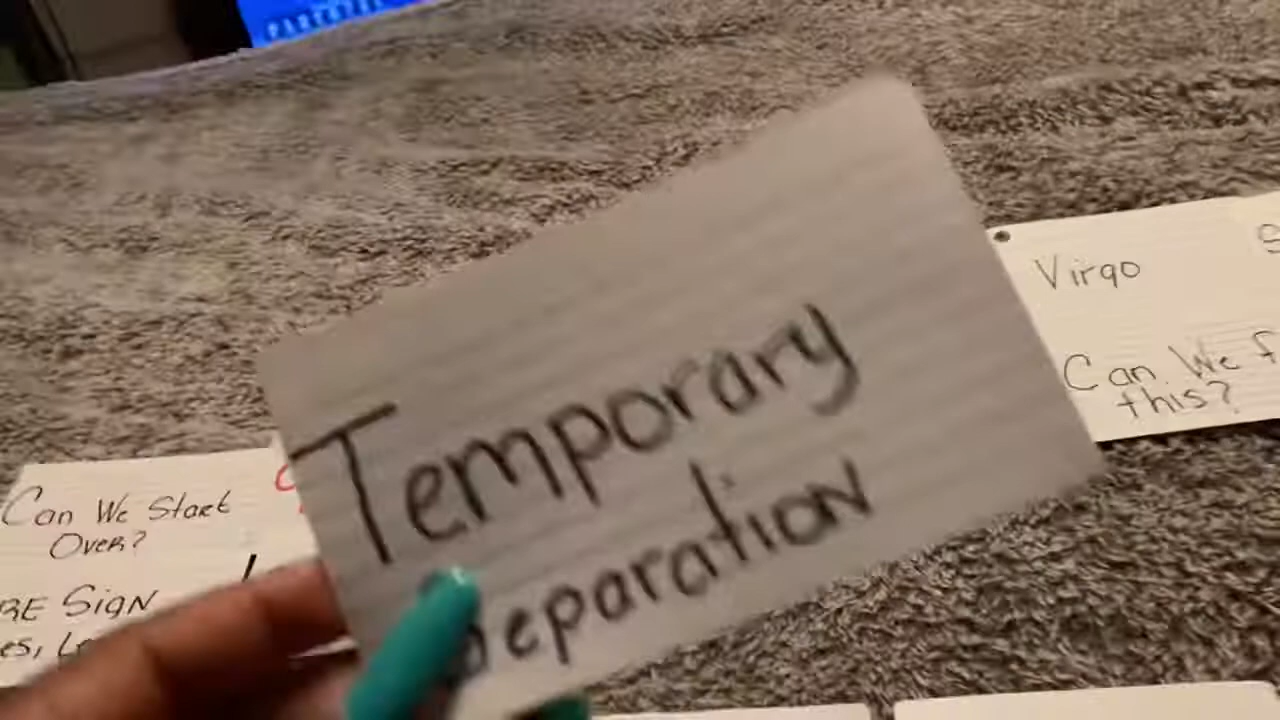 Temporary
Separation
Virgo
Can We
this?
Can We Start
Over?
Sign